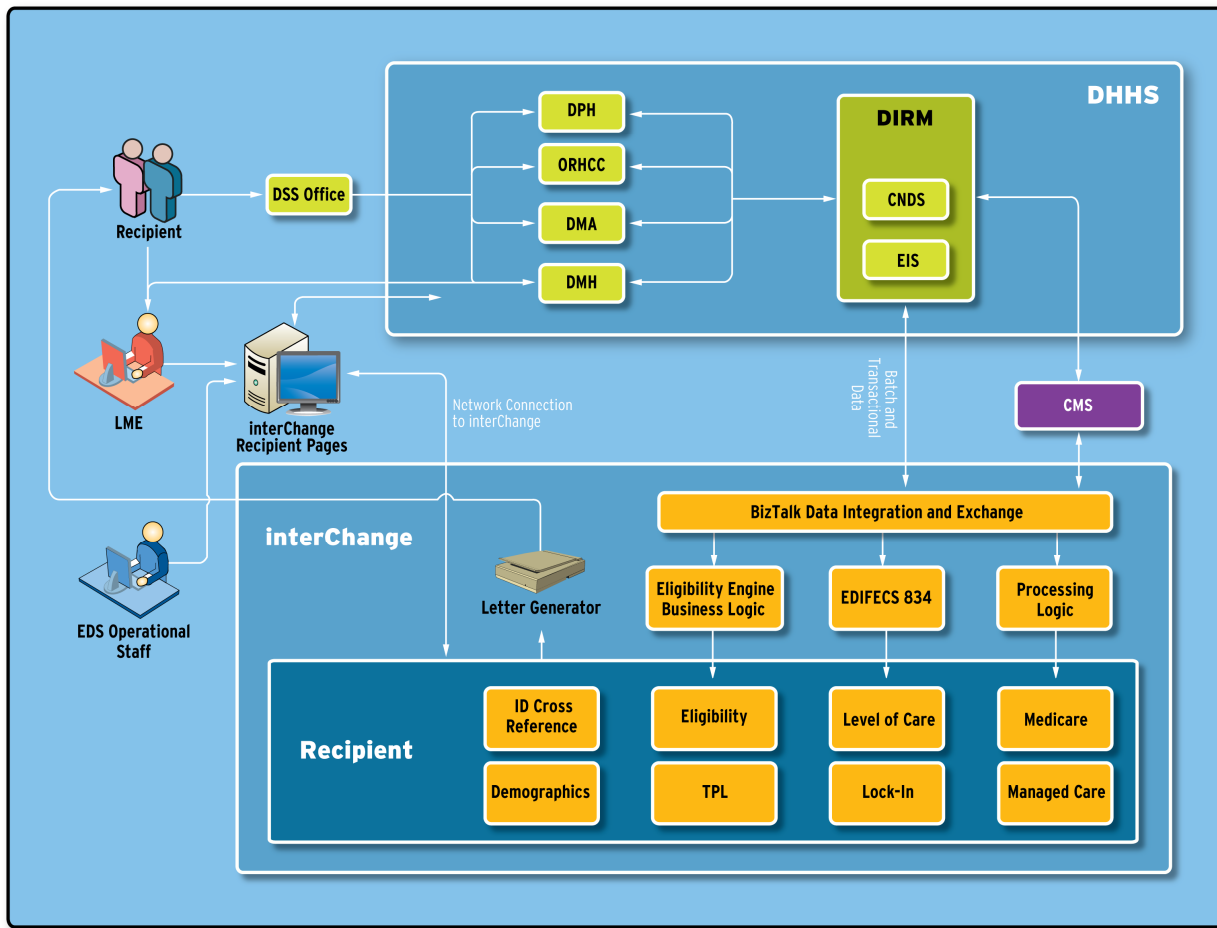 DHHS
DPH
DIRM
ORHCC
DSS Office
CNDS
Recipient
DMA
EIS
DMH
Batch and
Transactional
Data
LME
interChange
Recipient Pages
Network Connection
to interChange
CMS
BizTalk Data Integration and Exchange
interChange
Eligibility Engine
Business Logic
EDIFECS 834
Processing
Logic
Letter Generator
EDS Operational
Staff
ID Cross
Reference
Eligibility
Level of Care
Medicare
Recipient
Demographics
TPL
Lock-In
Managed Care